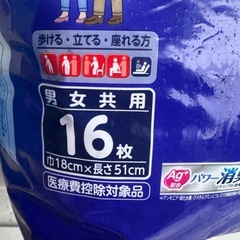 歩ける・立てる・座れる方
男女共用
16枚
巾18cm×長さ51cm
医療費控除対象品
Ag+
配合
パワー消臭